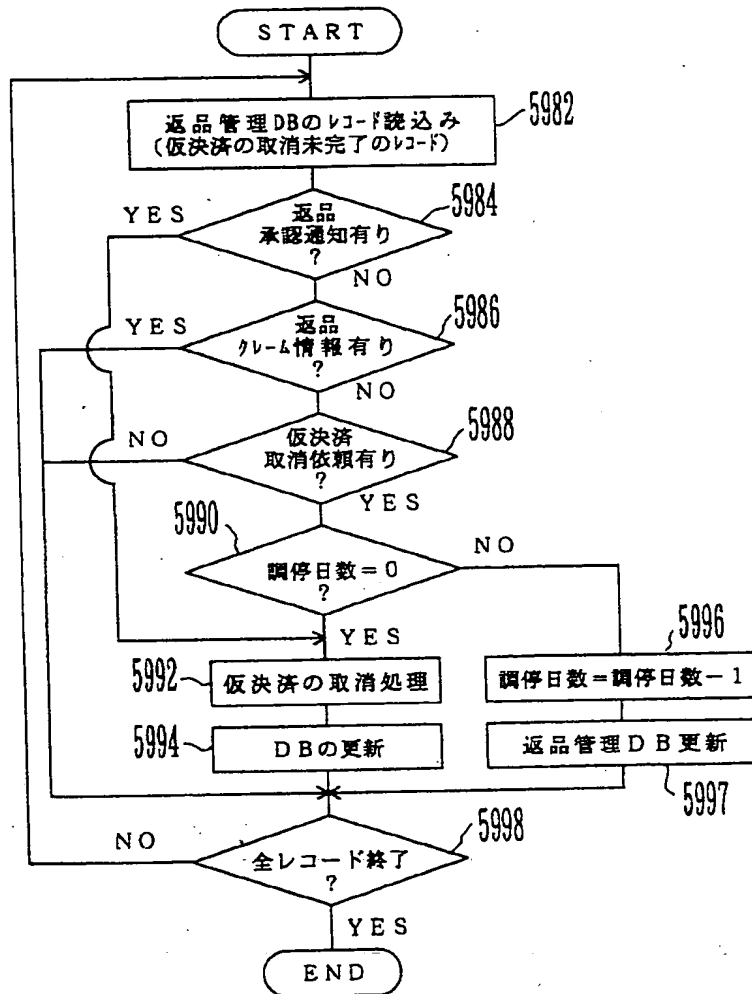 START
返品管理DBのレコード読込み
(仮決済の取消未完了のレコード)
5982
YES
返品
承認通知有り
?
5984
NO
YES
返品
クレーム情報有り
?
5986
NO
NO
仮決済
取消依頼有り
?
5988
YES
5990
調停日数=0
?
NO
YES
5992
仮決済の取消処理
5996
調停日数=調停日数-1
5994
DBの更新
返品管理DB更新
5997
NO
全レコード終了
?
5998
YES
END